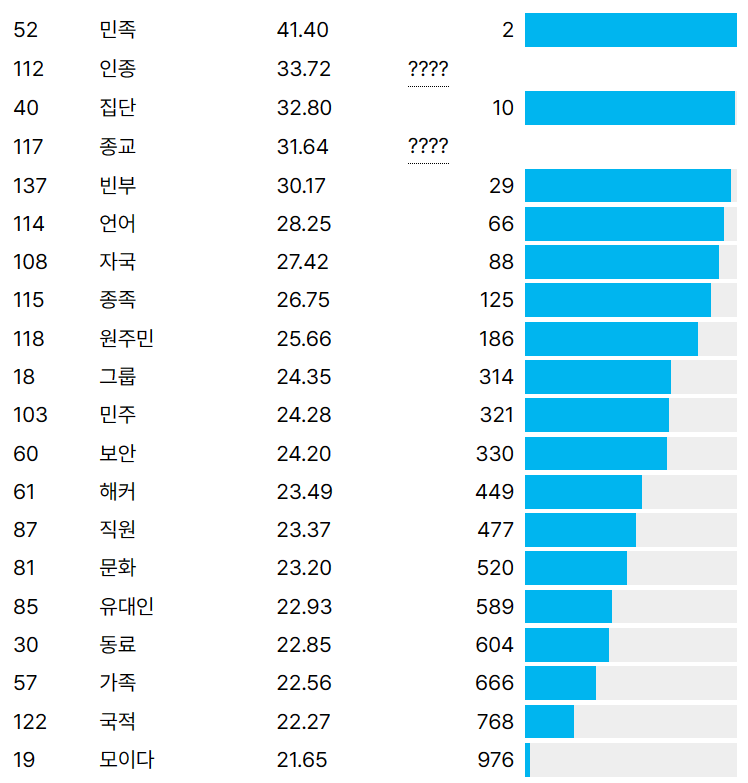 52 민족 41.40 2
112 인종 33.72 ????
40 집단 32.80 10
117 종교 31.64 ????
137 빈부 30.17 29
114 언어 28.25 66
108 자국 27.42 88
115 종족 26.75 125
118 원주민 25.66 186
18 그룹 24.35 314
103 민주 24.28 321
60 보안 24.20 330
61 해커 23.49 449
87 직원 23.37 477
81 문화 23.20 520
85 유대인 22.93 589
30 동료 22.85 604
57 가족 22.56 666
122 국적 22.27 768
19 모이다 21.65 976